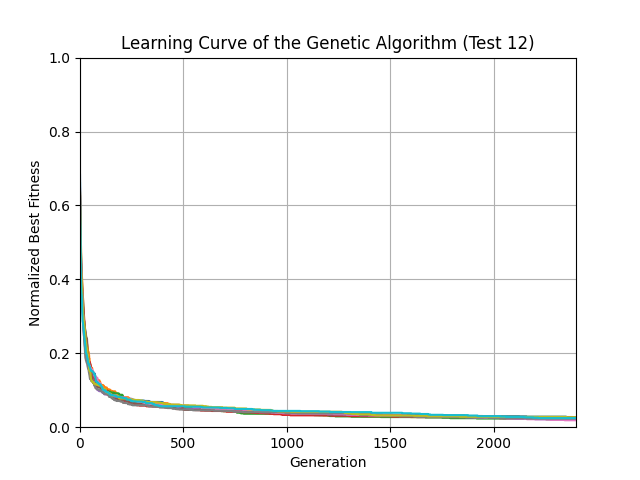 Learning Curve of the Genetic Algorithm (Test 12)
1.0
0.8
0.6
0.4
0.2
0.0
Normalized Best Fitness
0 500 1000 1500 2000
Generation